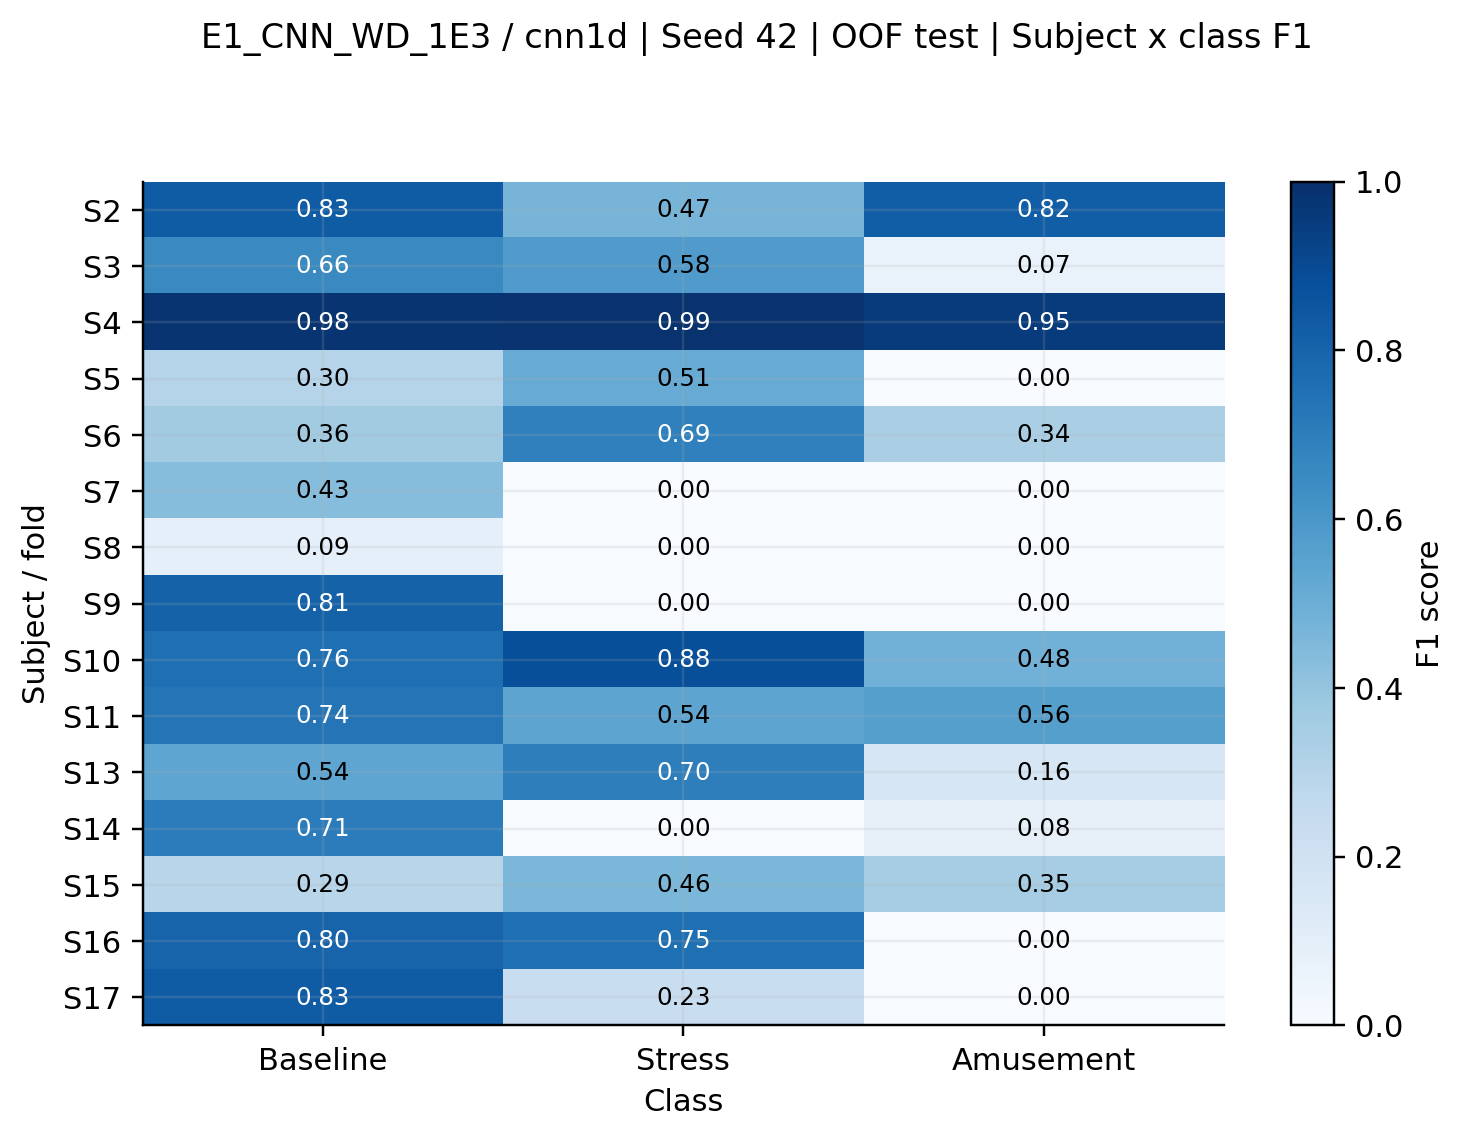 E1_CNN_WD_1E3 / cnn1d | Seed 42 | OOF test | Subject x class F1
S2 0.83 0.47 0.82
S3 0.66 0.58 0.07
S4 0.98 0.99 0.95
S5 0.30 0.51 0.00
S6 0.36 0.69 0.34
S7 0.43 0.00 0.00
S8 0.09 0.00 0.00
S9 0.81 0.00 0.00
S10 0.76 0.88 0.48
S11 0.74 0.54 0.56
S13 0.54 0.70 0.16
S14 0.71 0.00 0.08
S15 0.29 0.46 0.35
S16 0.80 0.75 0.00
S17 0.83 0.23 0.00
Baseline Stress Amusement
Class
Subject / fold
1.0
0.8
0.6
0.4
0.2
0.0
F1 score